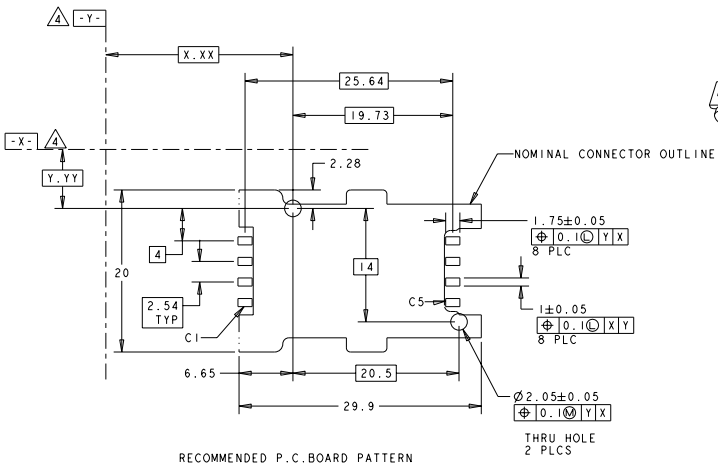 4 -Y-
X.XX
25.64
19.73
-X- 4
Y.YY
2.28
NOMINAL CONNECTOR OUTLINE
1.75±0.05
⌖ 0.1Ⓛ Y X
8 PLC
4
20
14
2.54
TYP
C5
1±0.05
⌖ 0.1Ⓛ X Y
8 PLC
C1
6.65
20.5
Ø2.05±0.05
⌖ 0.1Ⓜ Y X
29.9
THRU HOLE
2 PLCS
RECOMMENDED P.C.BOARD PATTERN